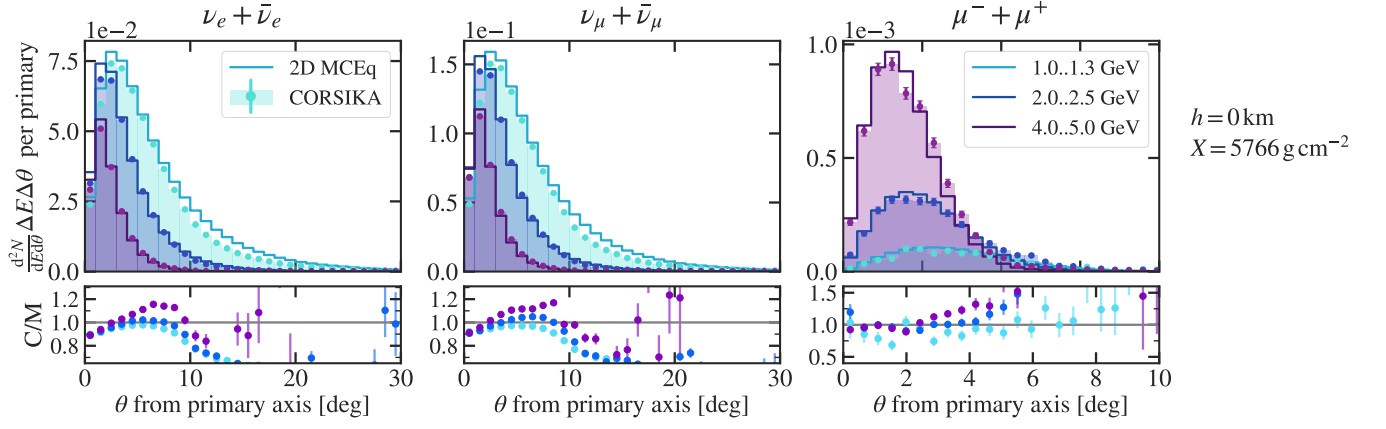 νₑ + ν̄ₑ
ν_μ + ν̄_μ
μ⁻ + μ⁺
1e−2
1e−1
1e−3
d²N/dEdθ ΔEΔθ per primary
7.5
5.0
2.5
0.0
2D MCEq
CORSIKA
1.5
1.0
0.5
0.0
1.0
0.5
0.0
1.0..1.3 GeV
2.0..2.5 GeV
4.0..5.0 GeV
h = 0 km
X = 5766 g cm⁻²
C/M
1.2
1.0
0.8
1.2
1.0
0.8
1.5
1.0
0.5
0 10 20 30
0 10 20 30
0 2 4 6 8 10
θ from primary axis [deg]
θ from primary axis [deg]
θ from primary axis [deg]